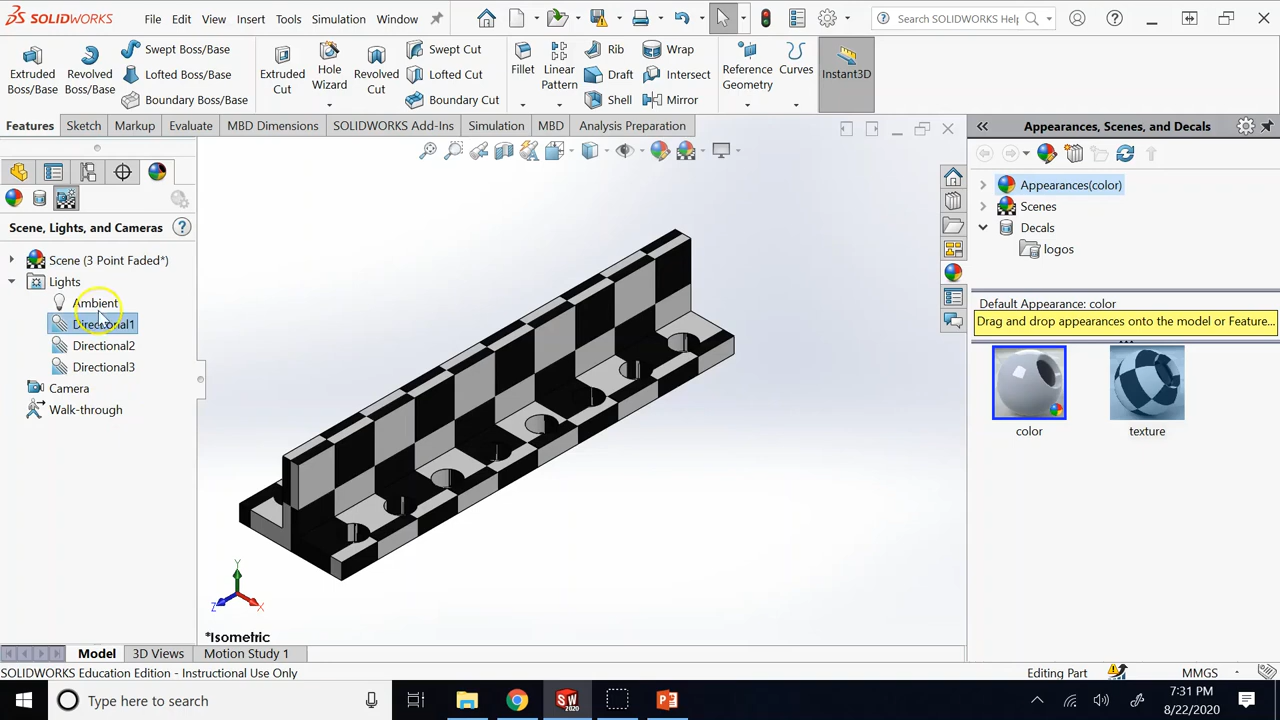 SOLIDWORKS File Edit View Insert Tools Simulation Window Search SOLIDWORKS Help
Extruded Boss/Base
Revolved Boss/Base
Swept Boss/Base
Lofted Boss/Base
Boundary Boss/Base
Extruded Cut
Hole Wizard
Revolved Cut
Swept Cut
Lofted Cut
Boundary Cut
Fillet
Linear Pattern
Rib
Draft
Shell
Wrap
Intersect
Mirror
Reference Geometry
Curves
Instant3D
Features Sketch Markup Evaluate MBD Dimensions SOLIDWORKS Add-Ins Simulation MBD Analysis Preparation
Scene, Lights, and Cameras
Scene (3 Point Faded*)
Lights
Ambient
Directional1
Directional2
Directional3
Camera
Walk-through
Y
Z
X
*Isometric
Appearances, Scenes, and Decals
Appearances(color)
Scenes
Decals
logos
Default Appearance: color
Drag and drop appearances onto the model or Feature...
color
texture
Model 3D Views Motion Study 1
SOLIDWORKS Education Edition - Instructional Use Only Editing Part MMGS
Type here to search
SW 2020
7:31 PM
8/22/2020